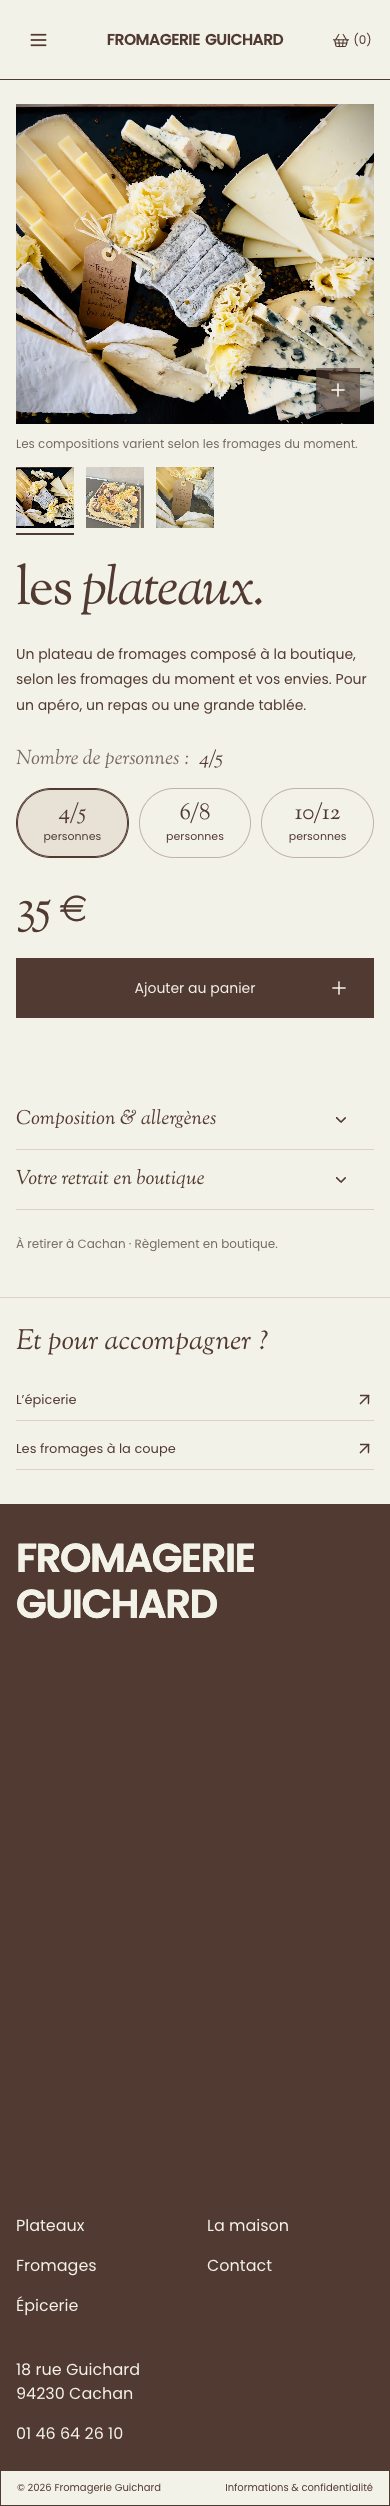 FROMAGERIE GUICHARD
(0)
Les compositions varient selon les fromages du moment.
les plateaux.
Un plateau de fromages composé à la boutique,
selon les fromages du moment et vos envies. Pour
un apéro, un repas ou une grande tablée.
Nombre de personnes : 4/5
4/5
personnes
6/8
personnes
10/12
personnes
35 €
Ajouter au panier
Composition & allergènes
Votre retrait en boutique
À retirer à Cachan · Règlement en boutique.
Et pour accompagner ?
L’épicerie
Les fromages à la coupe
FROMAGERIE
GUICHARD
Plateaux
La maison
Fromages
Contact
Épicerie
18 rue Guichard
94230 Cachan
01 46 64 26 10
© 2026 Fromagerie Guichard
Informations & confidentialité